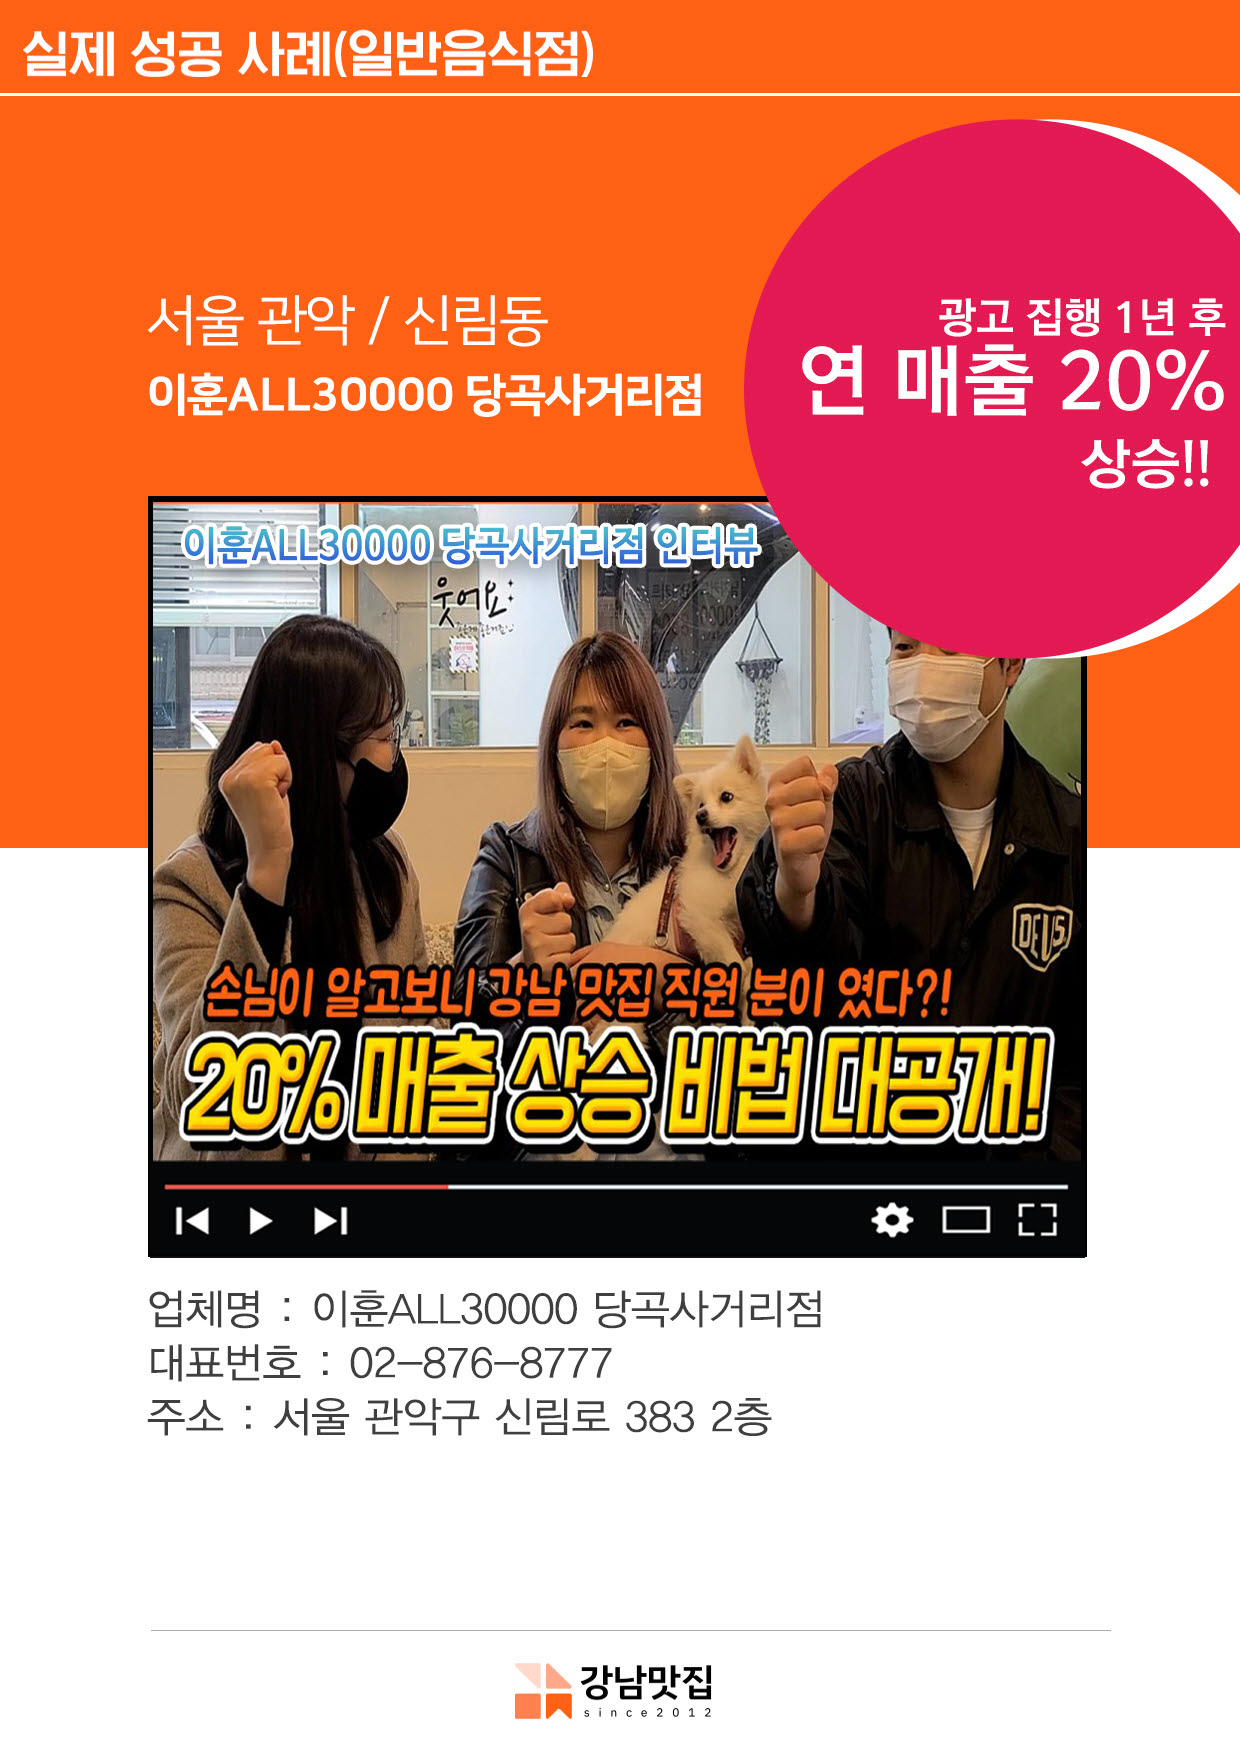 실제 성공 사례(일반음식점)
서울 관악 / 신림동
이훈ALL30000 당곡사거리점
광고 집행 1년 후
연 매출 20%
상승!!
이훈ALL30000 당곡사거리점 인터뷰
웃어요
DEUS
손님이 알고보니 강남 맛집 직원 분이 였다?!
20% 매출 상승 비법 대공개!
업체명 : 이훈ALL30000 당곡사거리점
대표번호 : 02-876-8777
주소 : 서울 관악구 신림로 383 2층
강남맛집
since2012